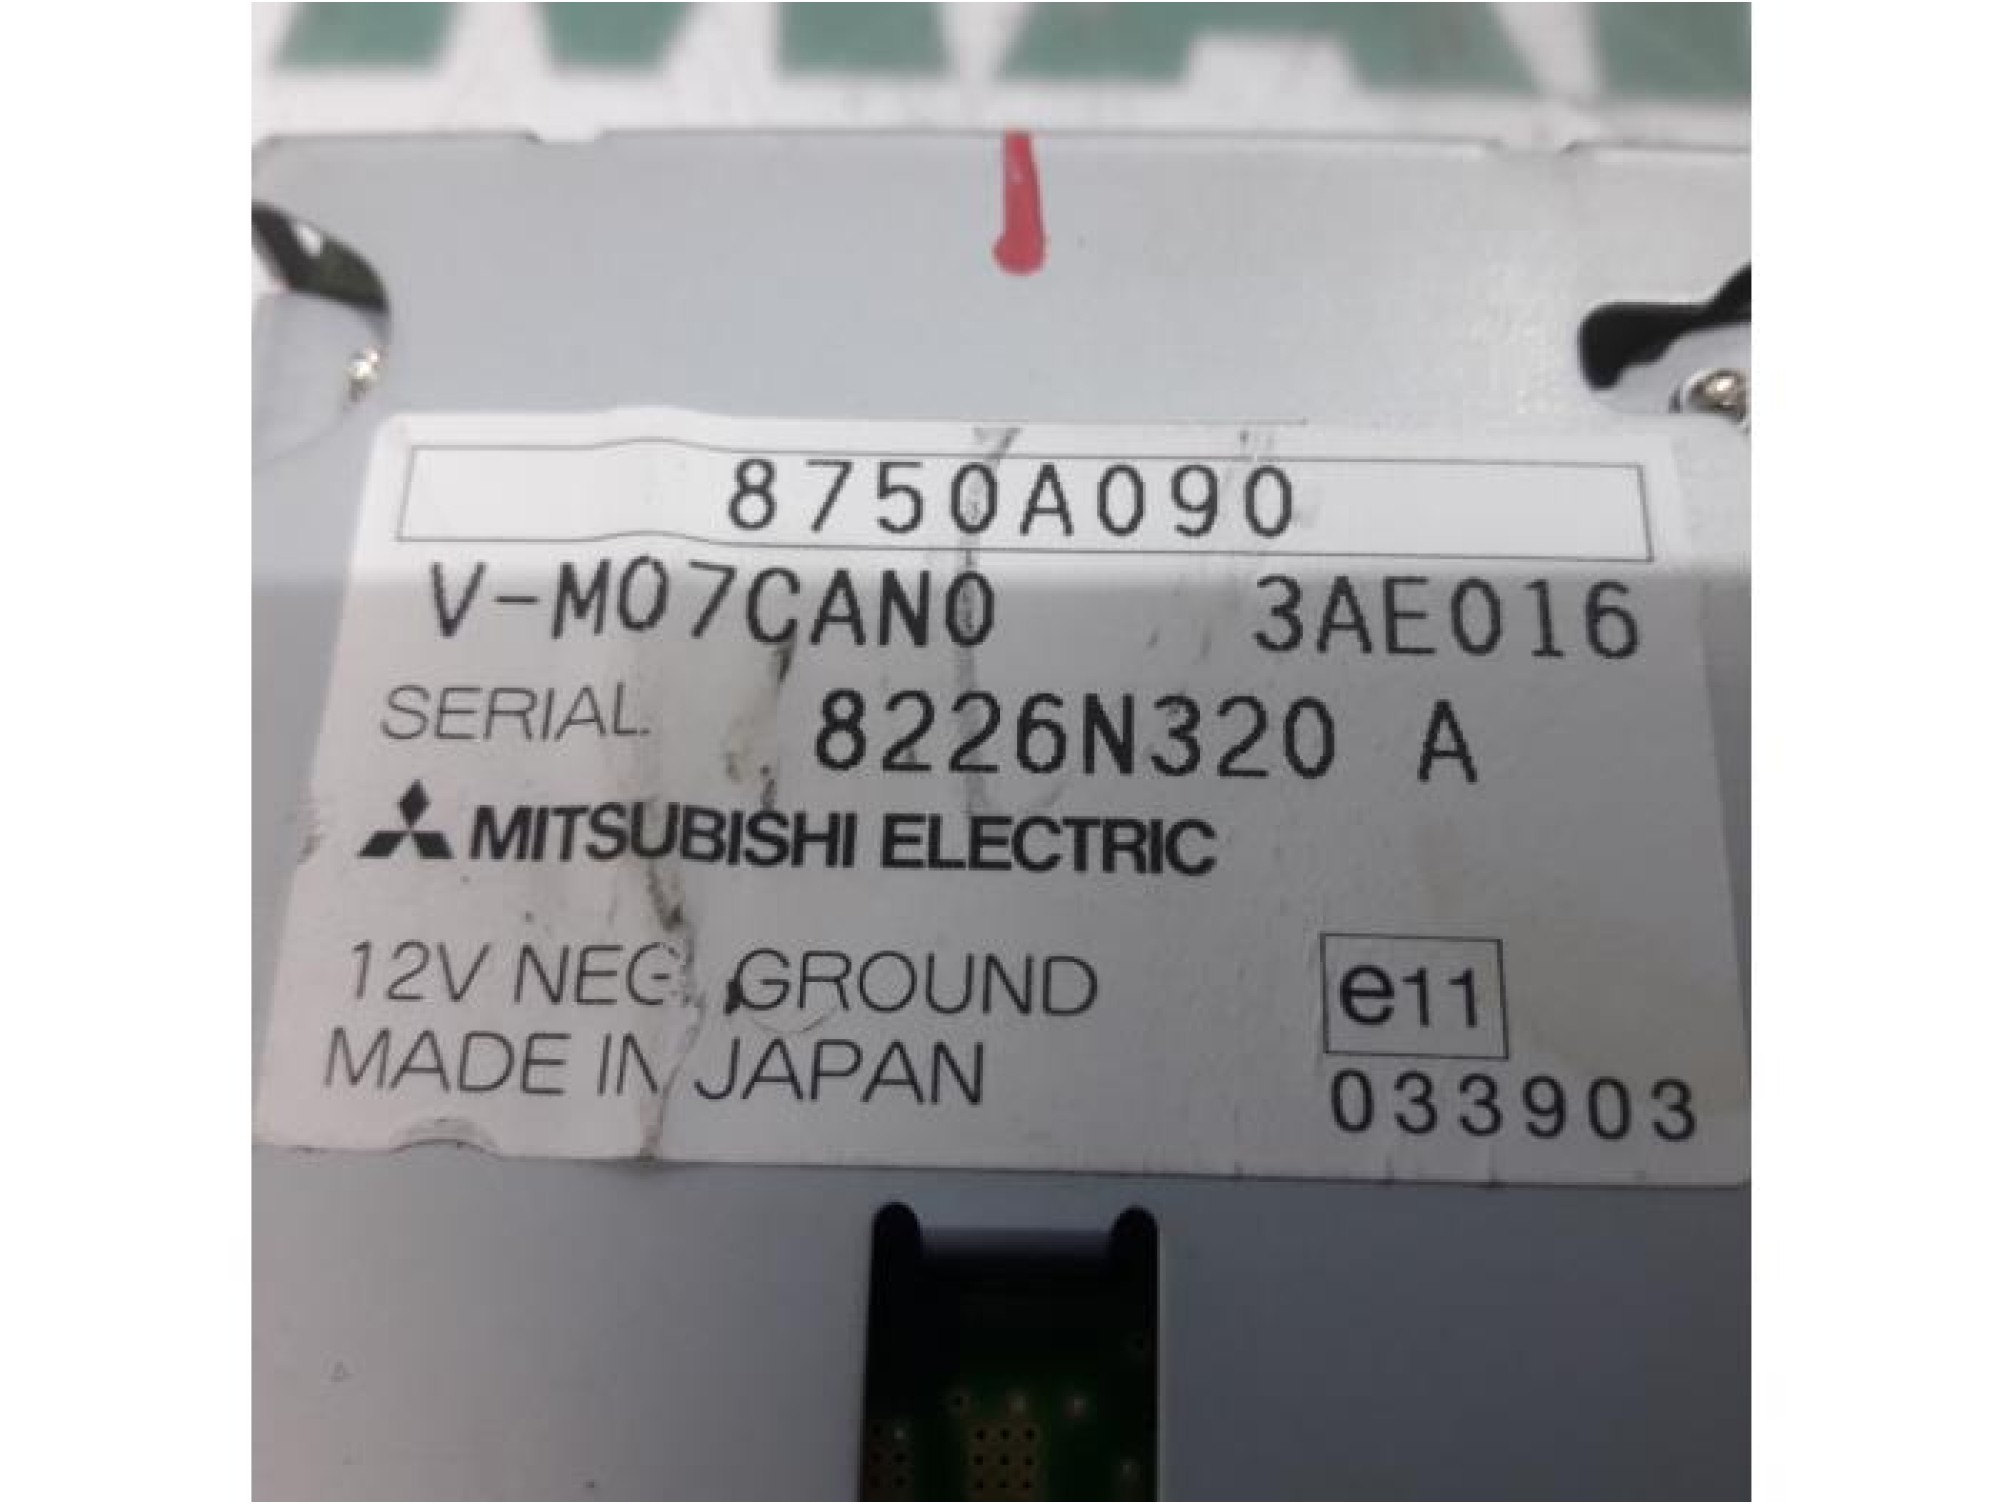 8750A090
V-M07CAN0 3AE016
SERIAL. 8226N320 A
MITSUBISHI ELECTRIC
12V NEG. GROUND
MADE IN JAPAN
e11
033903